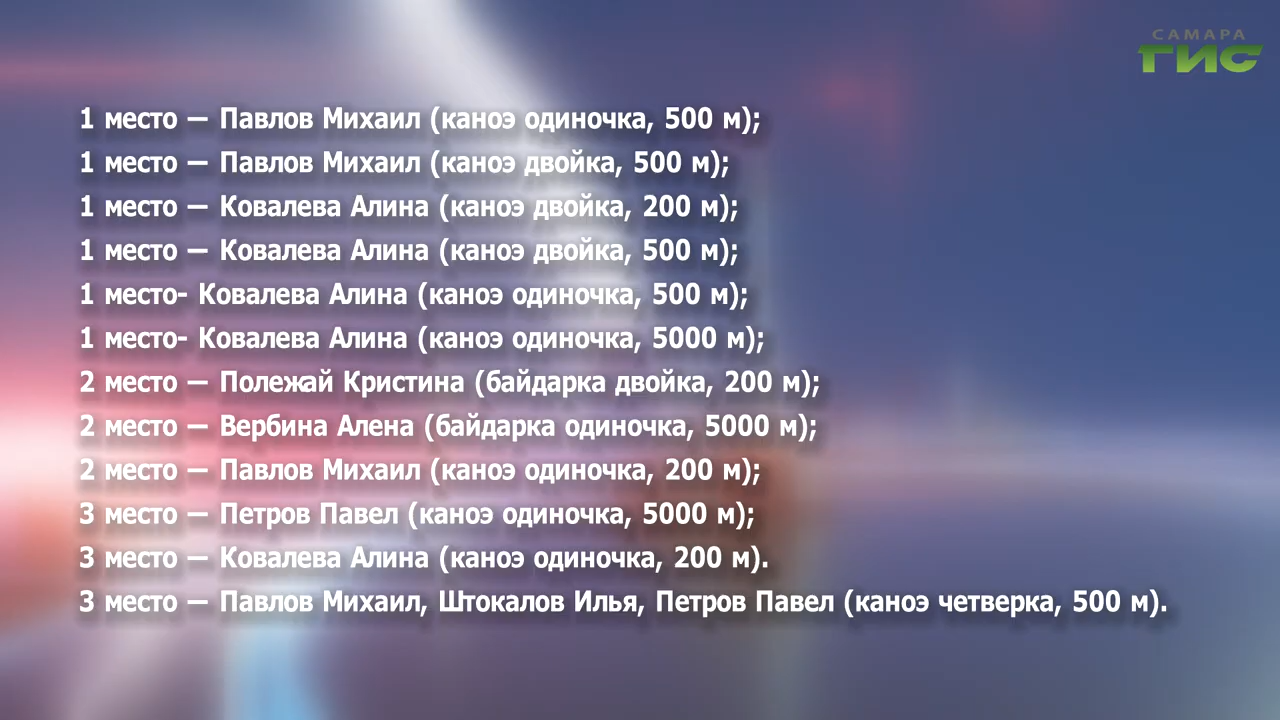 САМАРА
ГИС
1 место — Павлов Михаил (каноэ одиночка, 500 м);
1 место — Павлов Михаил (каноэ двойка, 500 м);
1 место — Ковалева Алина (каноэ двойка, 200 м);
1 место — Ковалева Алина (каноэ двойка, 500 м);
1 место- Ковалева Алина (каноэ одиночка, 500 м);
1 место- Ковалева Алина (каноэ одиночка, 5000 м);
2 место — Полежай Кристина (байдарка двойка, 200 м);
2 место — Вербина Алена (байдарка одиночка, 5000 м);
2 место — Павлов Михаил (каноэ одиночка, 200 м);
3 место — Петров Павел (каноэ одиночка, 5000 м);
3 место — Ковалева Алина (каноэ одиночка, 200 м).
3 место — Павлов Михаил, Штокалов Илья, Петров Павел (каноэ четверка, 500 м).